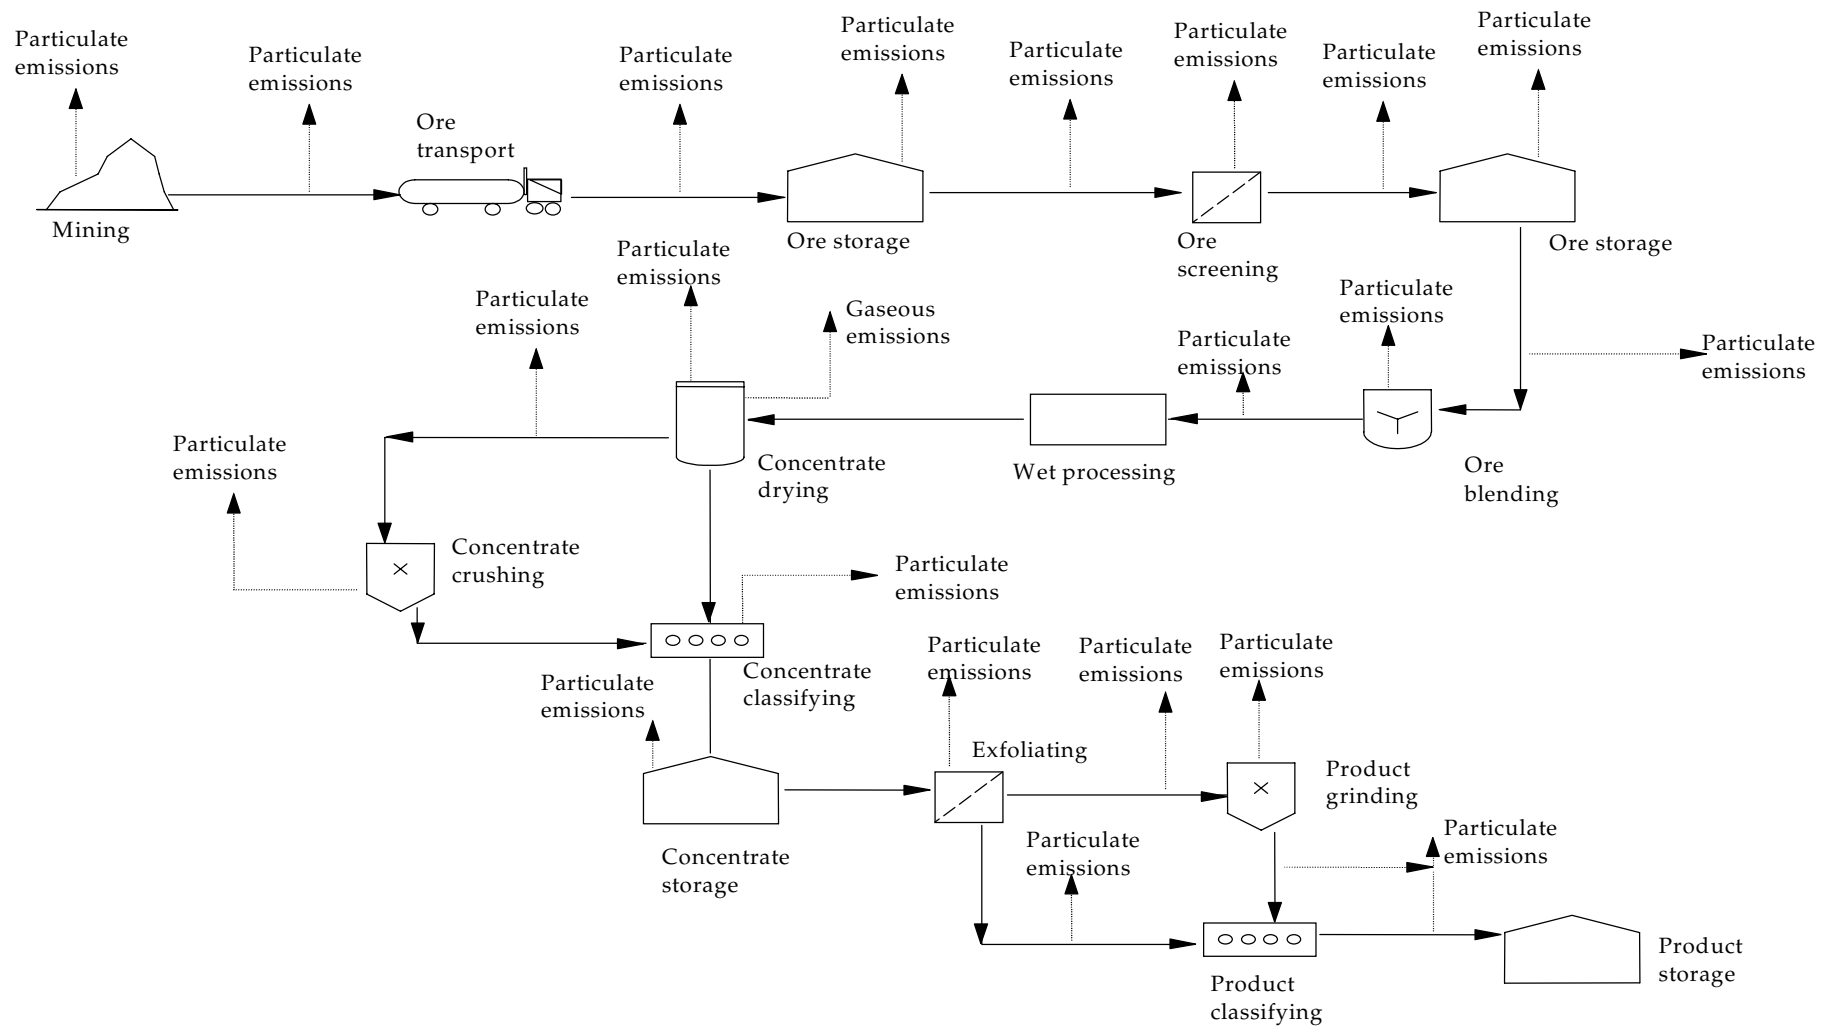 Particulate
emissions
Particulate
emissions
Particulate
emissions
Particulate
emissions
Particulate
emissions
Particulate
emissions
Particulate
emissions
Particulate
emissions
Ore
transport
Mining
Ore storage
Ore
screening
Ore storage
Particulate
emissions
Particulate
emissions
Gaseous
emissions
Particulate
emissions
Particulate
emissions
Particulate
emissions
Particulate
emissions
Concentrate
drying
Wet processing
Ore
blending
Concentrate
crushing
Particulate
emissions
Particulate
emissions
Concentrate
classifying
Particulate
emissions
Particulate
emissions
Particulate
emissions
Exfoliating
Product
grinding
Concentrate
storage
Particulate
emissions
Particulate
emissions
Product
storage
Product
classifying